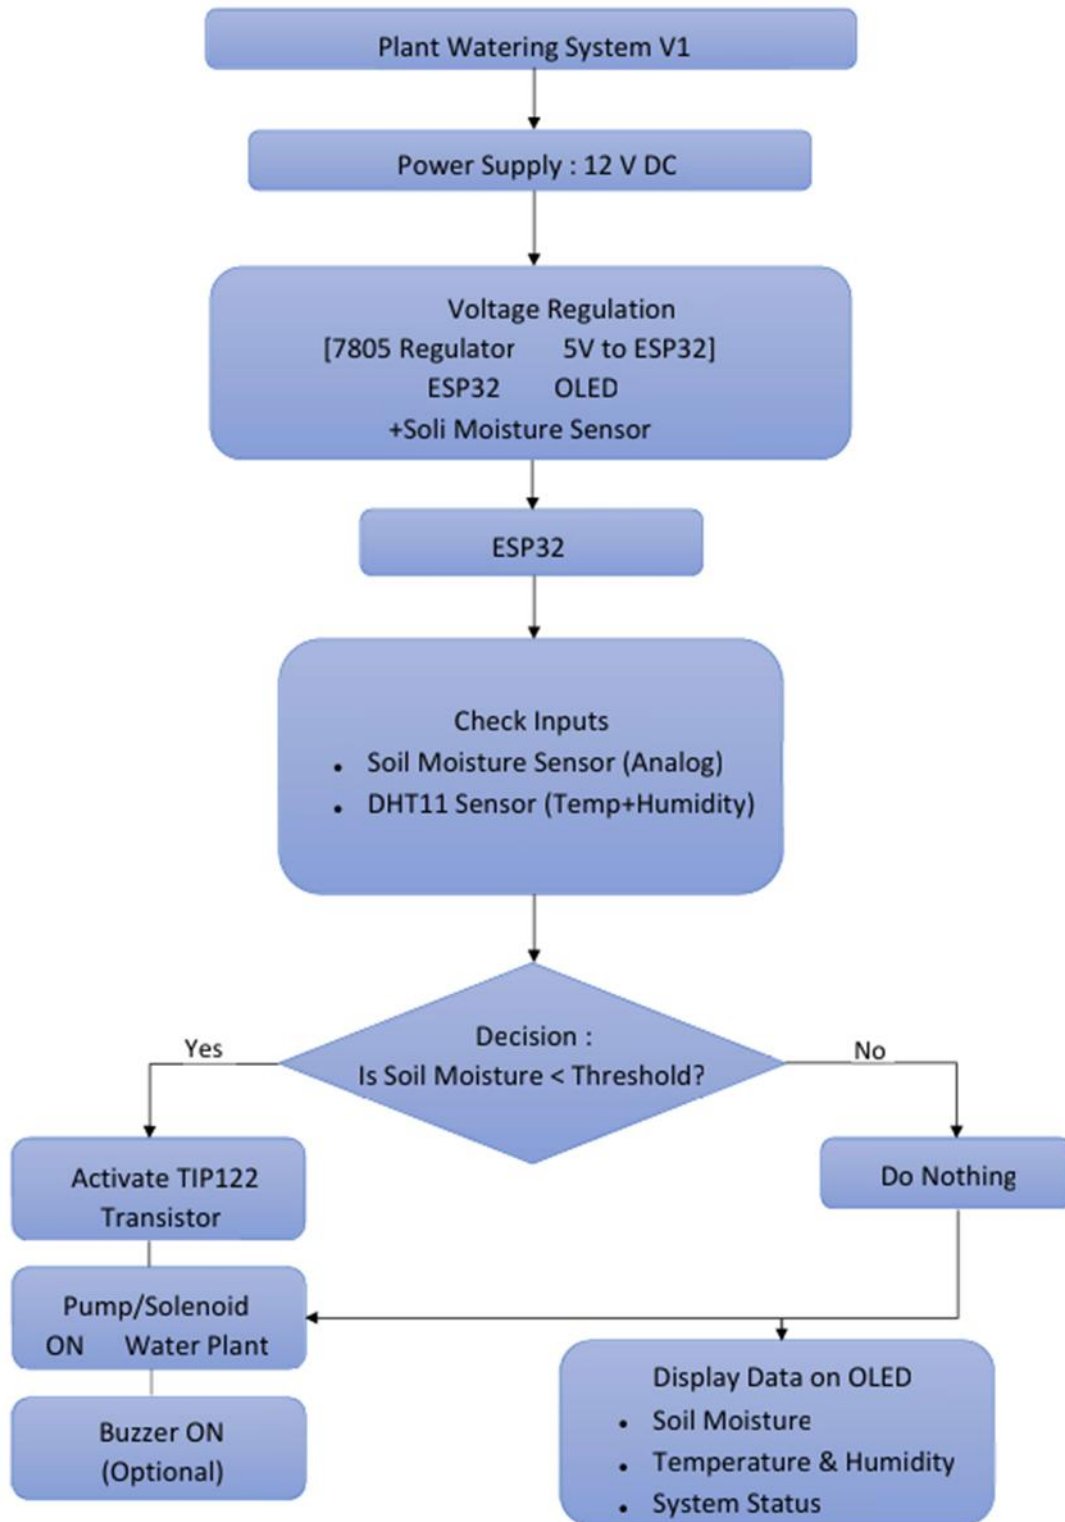 Plant Watering System V1
Power Supply : 12 V DC
Voltage Regulation
[7805 Regulator 5V to ESP32]
ESP32 OLED
+Soli Moisture Sensor
ESP32
Check Inputs
• Soil Moisture Sensor (Analog)
• DHT11 Sensor (Temp+Humidity)
Decision :
Is Soil Moisture < Threshold?
Yes
No
Activate TIP122
Transistor
Do Nothing
Pump/Solenoid
ON Water Plant
Buzzer ON
(Optional)
Display Data on OLED
• Soil Moisture
• Temperature & Humidity
• System Status